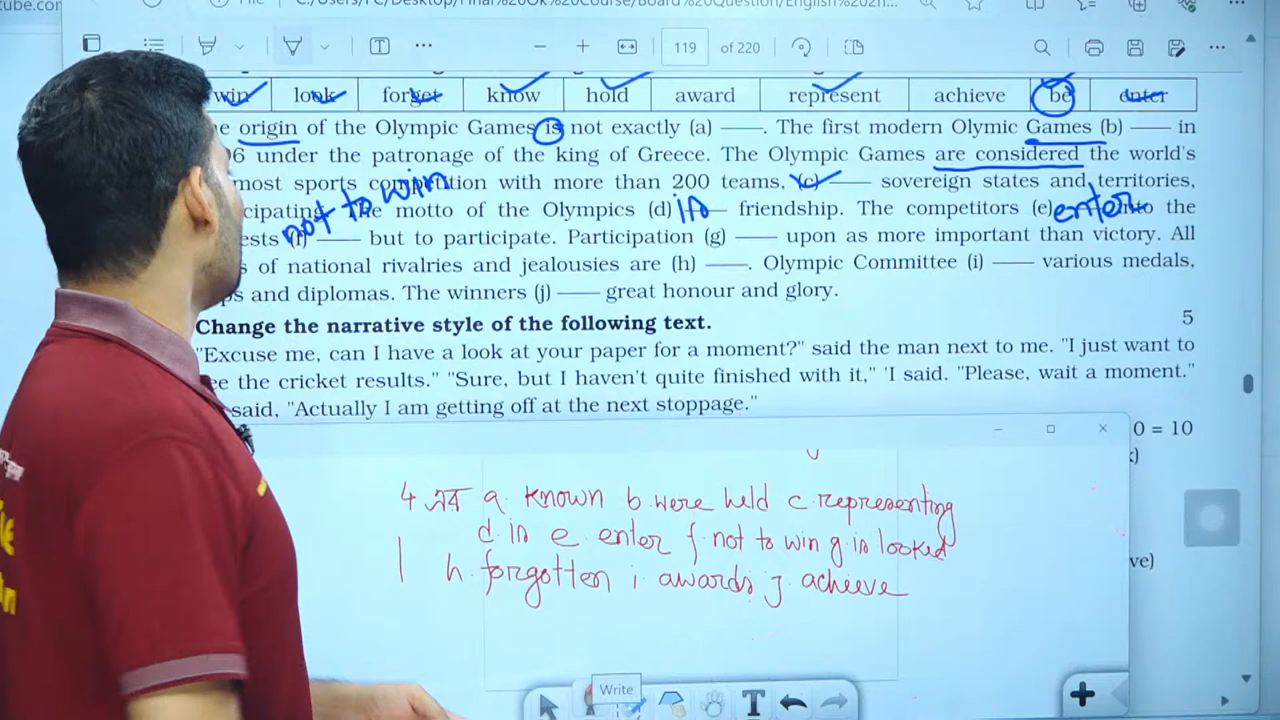 119 of 220
win look forget know hold award represent achieve be enter
origin of the Olympic Games is not exactly (a) ——. The first modern Olymic Games (b) —— in
6 under the patronage of the king of Greece. The Olympic Games are considered the world's
most sports competition with more than 200 teams, (c) —— sovereign states and territories,
not to win
cipating. The motto of the Olympics (d) is —— friendship. The competitors (e) enter to the
ests (f) —— but to participate. Participation (g) —— upon as more important than victory. All
s of national rivalries and jealousies are (h) ——. Olympic Committee (i) —— various medals,
ps and diplomas. The winners (j) —— great honour and glory.
Change the narrative style of the following text. 5
"Excuse me, can I have a look at your paper for a moment?" said the man next to me. "I just want to
ee the cricket results." "Sure, but I haven't quite finished with it," 'I said. "Please, wait a moment."
said, "Actually I am getting off at the next stoppage."
0 = 10
4 এর a. known b were held c. representing
d. is e enter f not to win g. is looked
h. forgotten i. awards j. achieve
ve)
Write